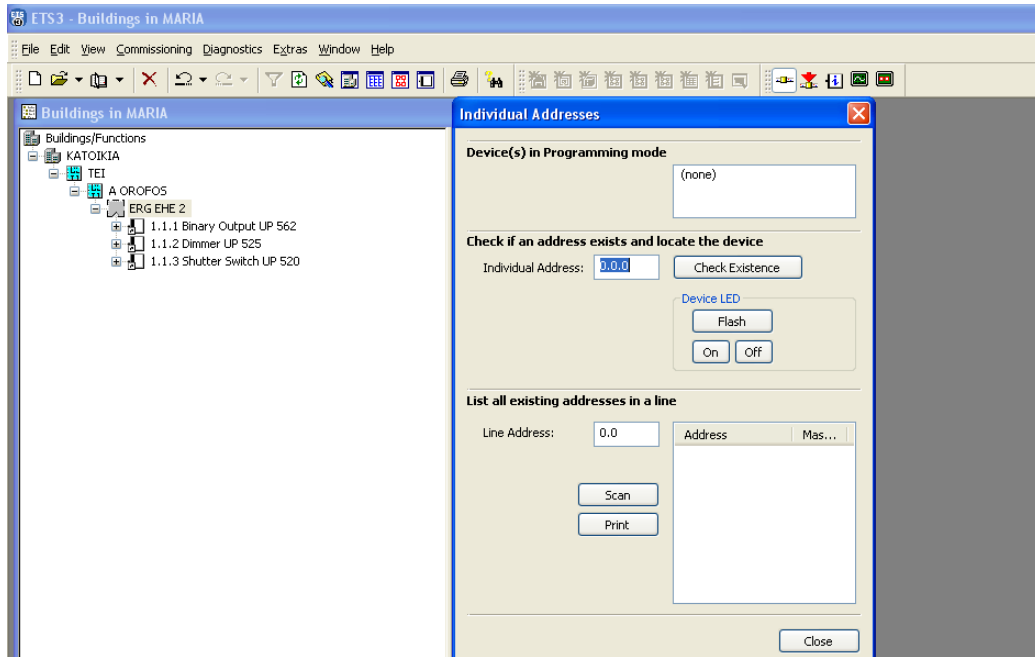 ETS3 - Buildings in MARIA
File Edit View Commissioning Diagnostics Extras Window Help
Buildings in MARIA
Buildings/Functions
KATOIKIA
TEI
A OROFOS
ERG EHE 2
1.1.1 Binary Output UP 562
1.1.2 Dimmer UP 525
1.1.3 Shutter Switch UP 520
Individual Addresses
Device(s) in Programming mode
(none)
Check if an address exists and locate the device
Individual Address: 0.0.0 Check Existence
Device LED
Flash
On Off
List all existing addresses in a line
Line Address: 0.0 Address Mas...
Scan
Print
Close